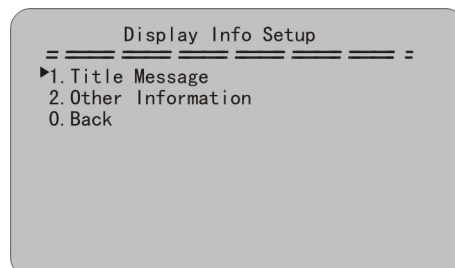 Display Info Setup
▶1. Title Message
2. Other Information
0. Back